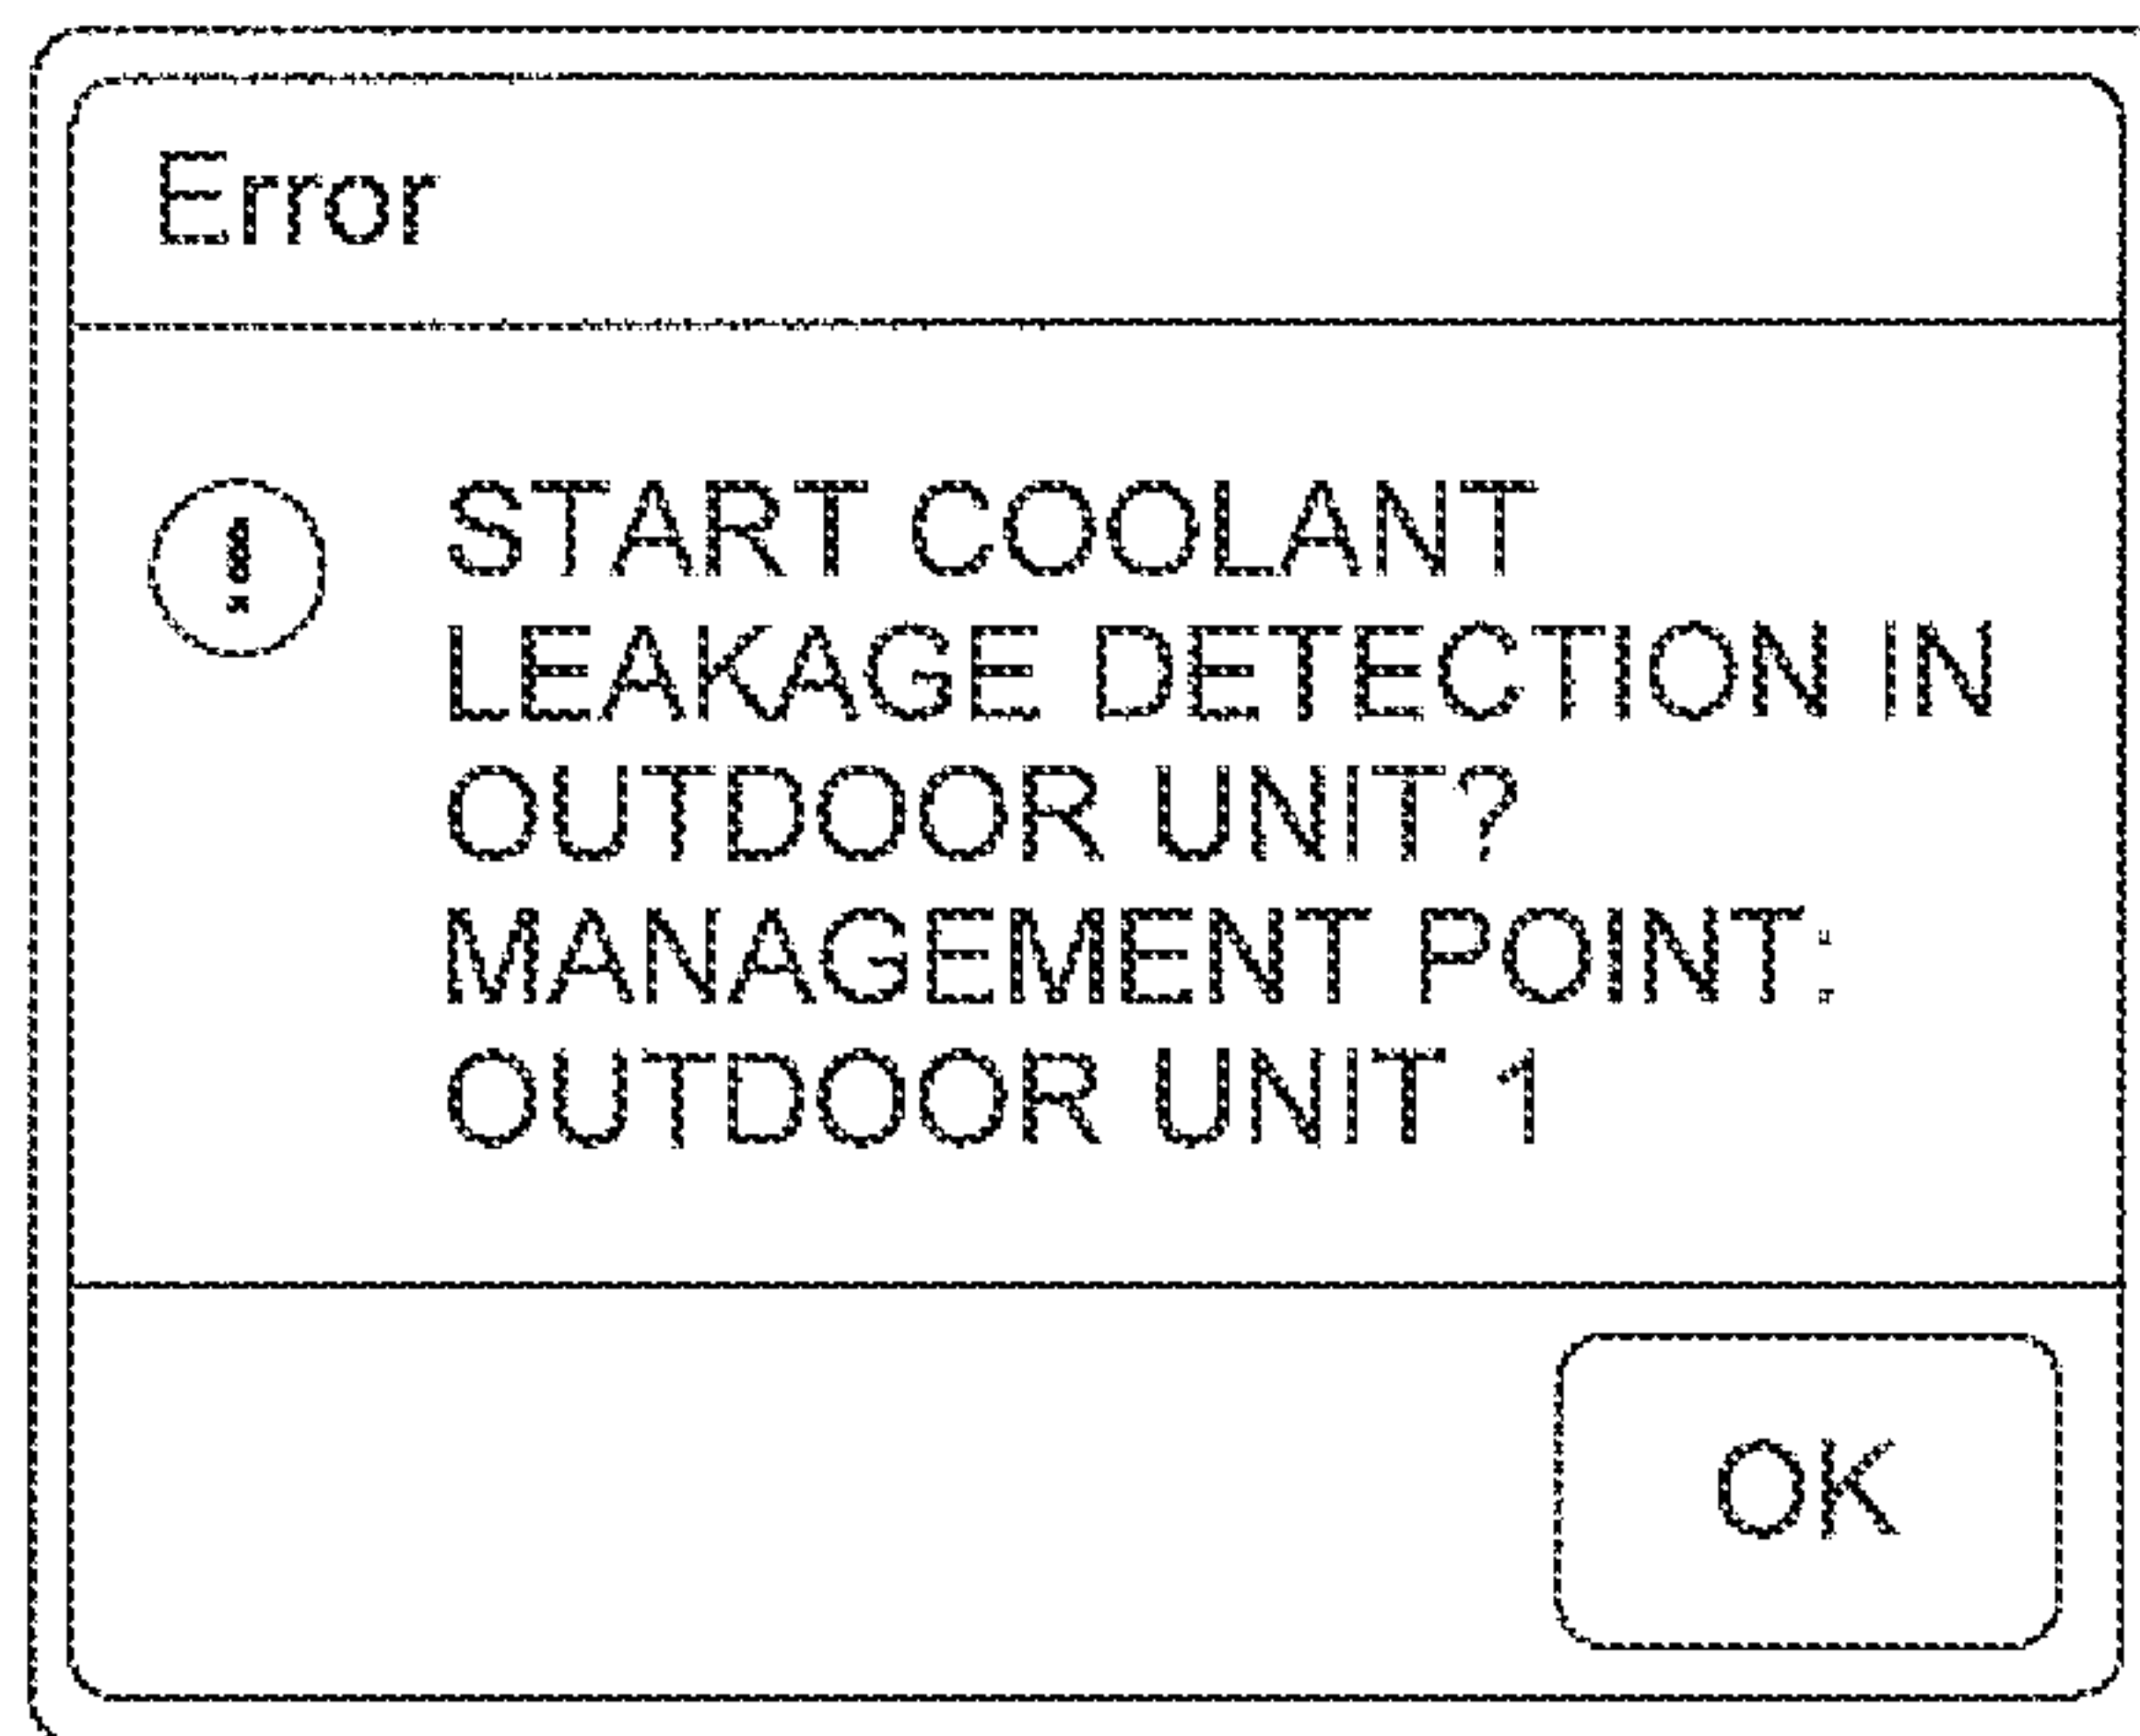 Error
!
START COOLANT
LEAKAGE DETECTION IN
OUTDOOR UNIT?
MANAGEMENT POINT:
OUTDOOR UNIT 1
OK